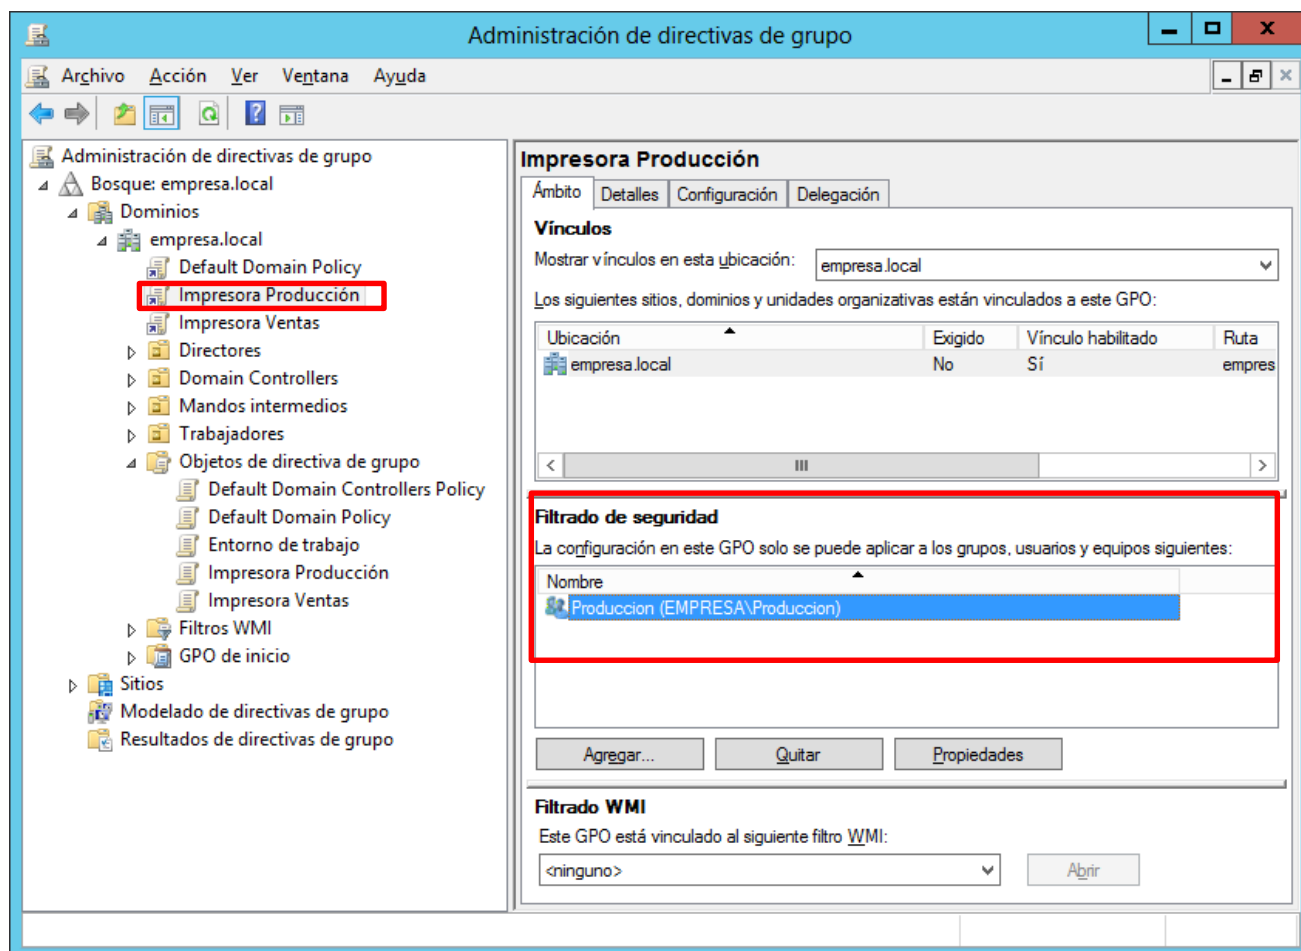 Administración de directivas de grupo
Archivo Acción Ver Ventana Ayuda
Administración de directivas de grupo
Bosque: empresa.local
Dominios
empresa.local
Default Domain Policy
Impresora Producción
Impresora Ventas
Directores
Domain Controllers
Mandos intermedios
Trabajadores
Objetos de directiva de grupo
Default Domain Controllers Policy
Default Domain Policy
Entorno de trabajo
Impresora Producción
Impresora Ventas
Filtros WMI
GPO de inicio
Sitios
Modelado de directivas de grupo
Resultados de directivas de grupo
Impresora Producción
Ámbito Detalles Configuración Delegación
Vínculos
Mostrar vínculos en esta ubicación: empresa.local
Los siguientes sitios, dominios y unidades organizativas están vinculados a este GPO:
Ubicación Exigido Vínculo habilitado Ruta
empresa.local No Sí empres
Filtrado de seguridad
La configuración en este GPO solo se puede aplicar a los grupos, usuarios y equipos siguientes:
Nombre
Produccion (EMPRESA\Produccion)
Agregar... Quitar Propiedades
Filtrado WMI
Este GPO está vinculado al siguiente filtro WMI:
<ninguno> Abrir